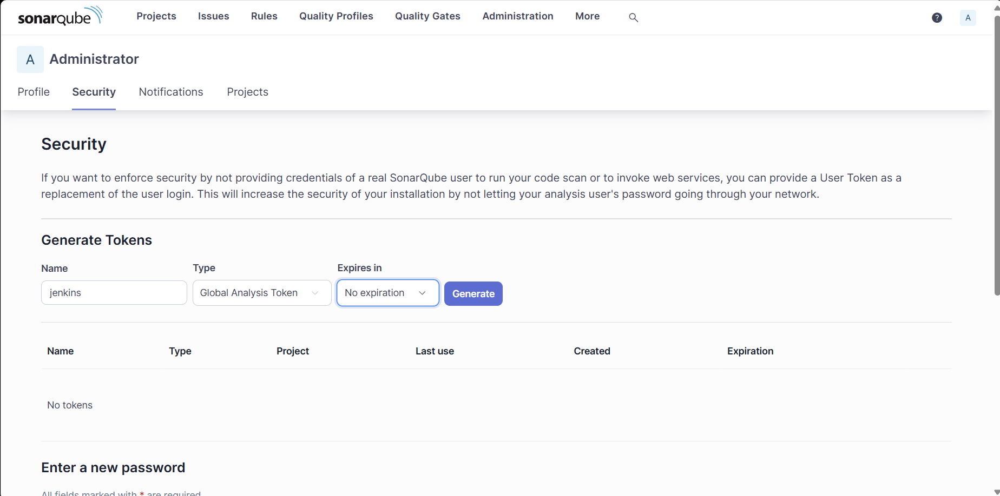 sonarqube Projects Issues Rules Quality Profiles Quality Gates Administration More ? A
A Administrator
Profile Security Notifications Projects
Security
If you want to enforce security by not providing credentials of a real SonarQube user to run your code scan or to invoke web services, you can provide a User Token as a
replacement of the user login. This will increase the security of your installation by not letting your analysis user's password going through your network.
Generate Tokens
Name Type Expires in
jenkins Global Analysis Token No expiration Generate
Name Type Project Last use Created Expiration
No tokens
Enter a new password
All fields marked with * are required